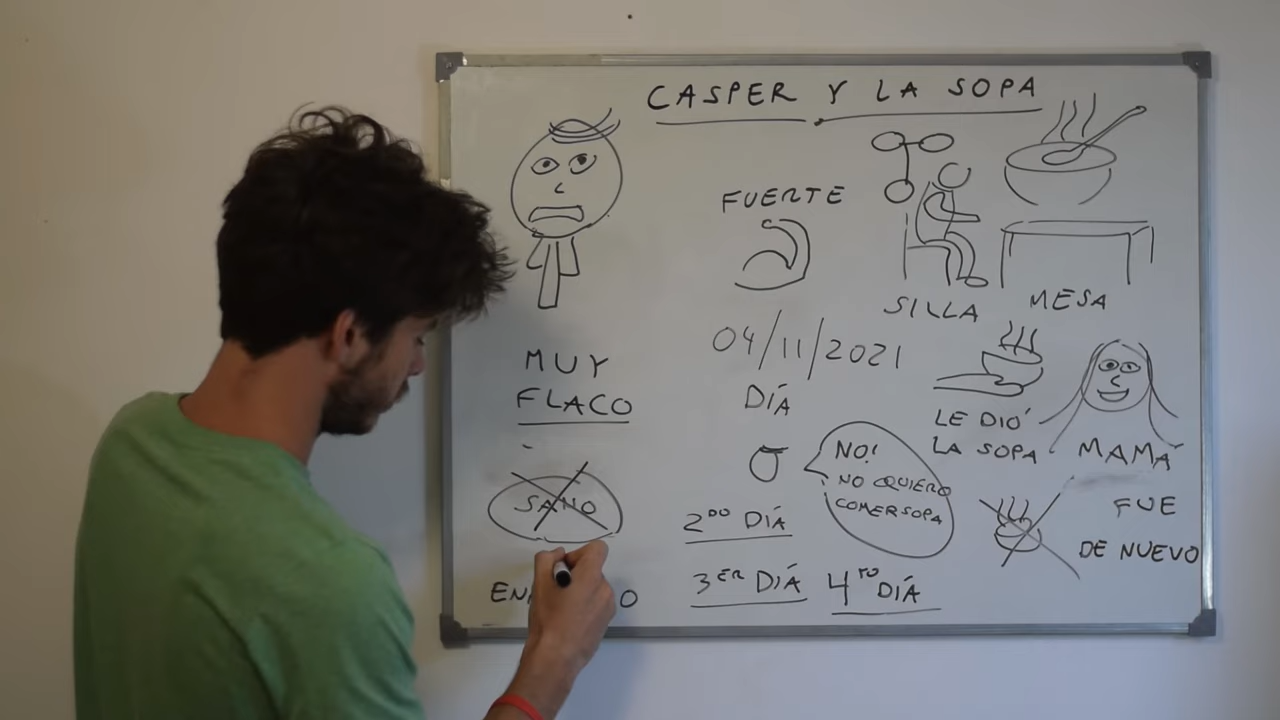 CASPER Y LA SOPA
FUERTE
SILLA
MESA
MUY
FLACO
04/11/2021
DÍA
LE DIÓ
LA SOPA
MAMÁ
NO!
NO QUIERO
COMER SOPA
SANO
2DO DÍA
FUE
DE NUEVO
3ER DÍA
4TO DÍA